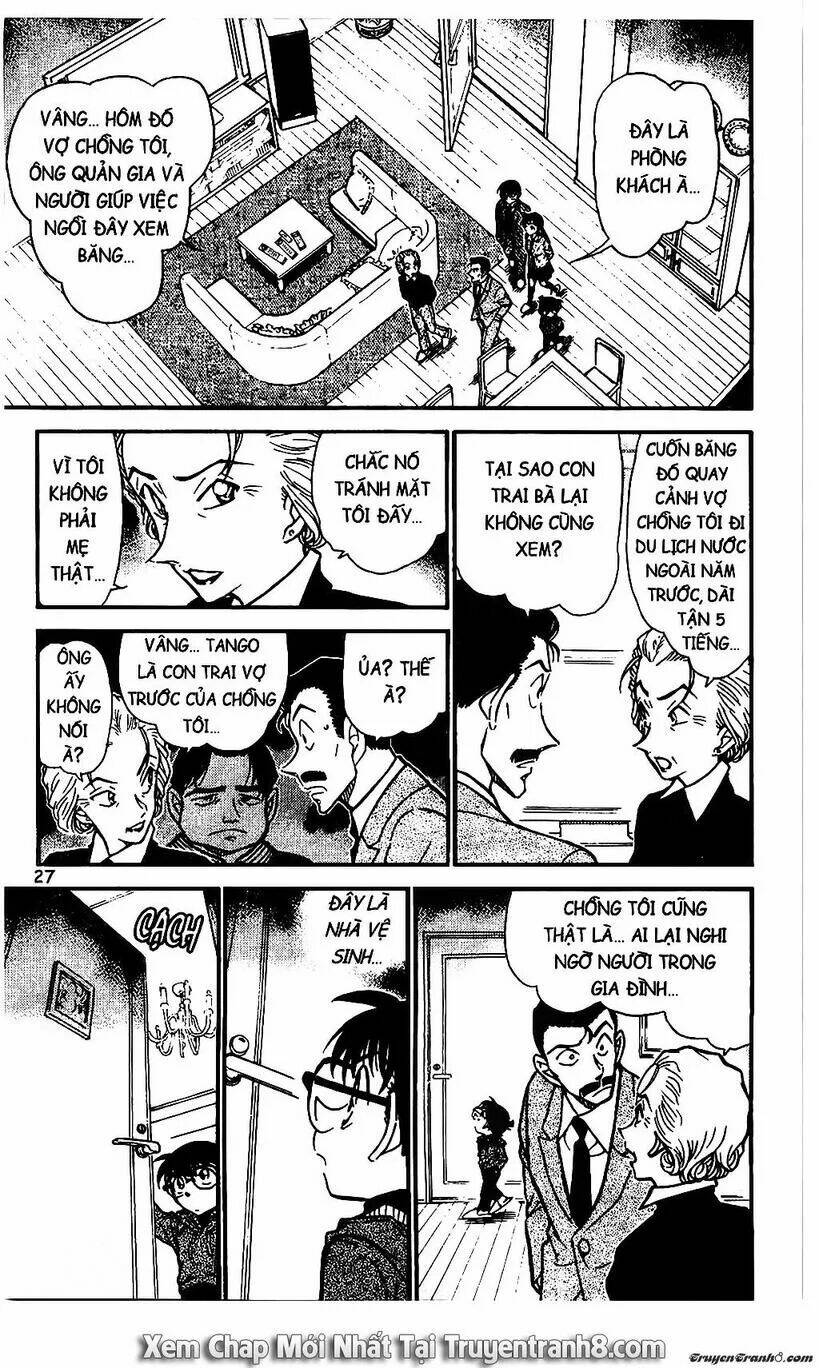 ĐÂY LÀ
PHÒNG
KHÁCH À...
VÂNG... HÔM ĐÓ
VỢ CHỒNG TÔI,
ÔNG QUẢN GIA VÀ
NGƯỜI GIÚP VIỆC
NGỒI ĐÂY XEM
BĂNG...
CUỐN BĂNG
ĐÓ QUAY
CẢNH VỢ
CHỒNG TÔI ĐI
DU LỊCH NƯỚC
NGOÀI NĂM
TRƯỚC, DÀI
TẬN 5
TIẾNG...
TẠI SAO CON
TRAI BÀ LẠI
KHÔNG CÙNG
XEM?
CHẮC NÓ
TRÁNH MẶT
TÔI ĐẤY...
VÌ TÔI
KHÔNG
PHẢI
MẸ
THẬT...
ỦA? THẾ
À?
VÂNG... TANGO
LÀ CON TRAI VỢ
TRƯỚC CỦA CHỒNG
TÔI...
ÔNG
ẤY
KHÔNG
NÓI
À?
27
CHỒNG TÔI CŨNG
THẬT LÀ... AI LẠI NGHI
NGỜ NGƯỜI TRONG
GIA ĐÌNH...
ĐÂY LÀ
NHÀ VỆ
SINH...
CẠCH
Xem Chap Mới Nhất Tại Truyentranh8.com
TruyenTranh8.com